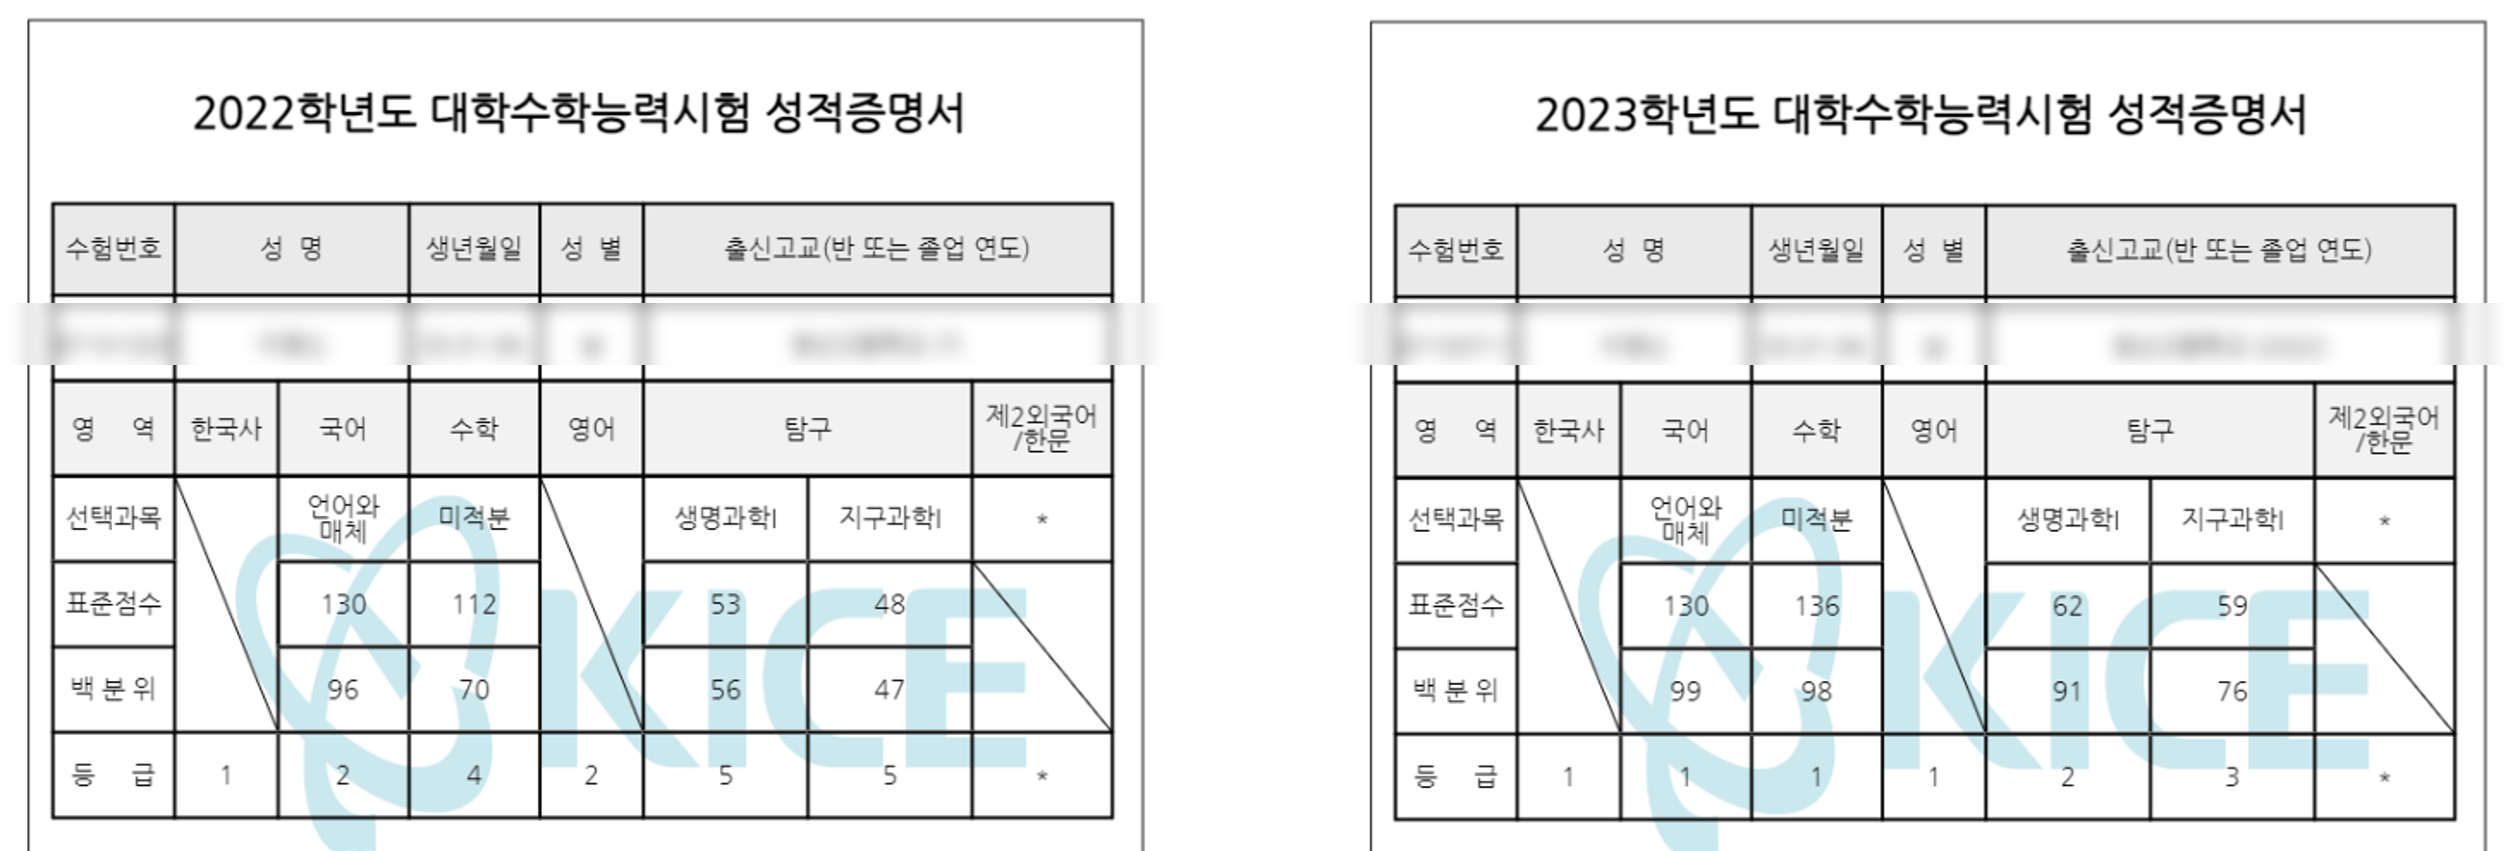 2022학년도 대학수학능력시험 성적증명서
수험번호 성 명 생년월일 성 별 출신고교(반 또는 졸업 연도)
영 역 한국사 국어 수학 영어 탐구 제2외국어
/한문
선택과목 언어와
매체 미적분 생명과학Ⅰ 지구과학Ⅰ *
표준점수 130 112 53 48
백 분 위 96 70 56 47
등 급 1 2 4 2 5 5 *
KICE
2023학년도 대학수학능력시험 성적증명서
수험번호 성 명 생년월일 성 별 출신고교(반 또는 졸업 연도)
영 역 한국사 국어 수학 영어 탐구 제2외국어
/한문
선택과목 언어와
매체 미적분 생명과학Ⅰ 지구과학Ⅰ *
표준점수 130 136 62 59
백 분 위 99 98 91 76
등 급 1 1 1 1 2 3 *
KICE